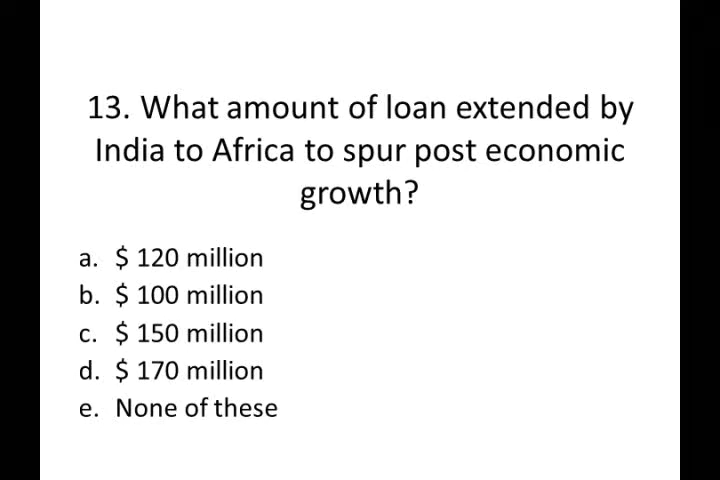 13. What amount of loan extended by
India to Africa to spur post economic
growth?
a. $ 120 million
b. $ 100 million
c. $ 150 million
d. $ 170 million
e. None of these